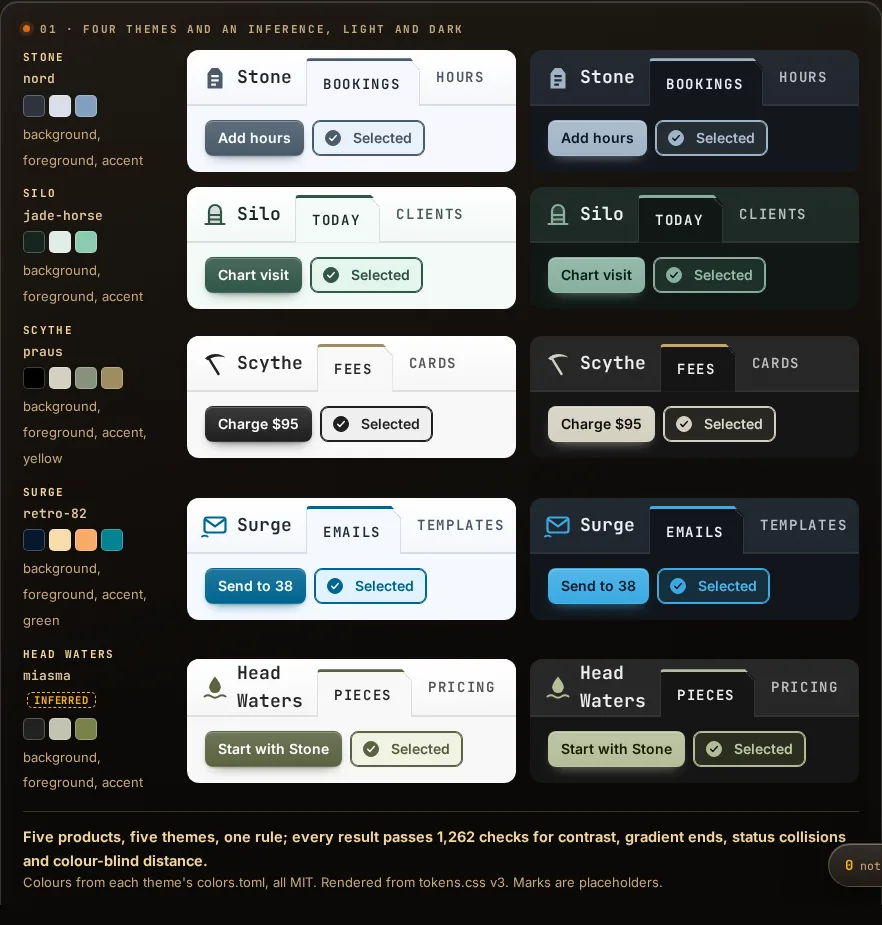 01 · FOUR THEMES AND AN INFERENCE, LIGHT AND DARK
STONE
nord
background,
foreground, accent
Stone BOOKINGS HOURS
Add hours Selected
Stone BOOKINGS HOURS
Add hours Selected
SILO
jade-horse
background,
foreground, accent
Silo TODAY CLIENTS
Chart visit Selected
Silo TODAY CLIENTS
Chart visit Selected
SCYTHE
praus
background,
foreground, accent,
yellow
Scythe FEES CARDS
Charge $95 Selected
Scythe FEES CARDS
Charge $95 Selected
SURGE
retro-82
background,
foreground, accent,
green
Surge EMAILS TEMPLATES
Send to 38 Selected
Surge EMAILS TEMPLATES
Send to 38 Selected
HEAD WATERS
miasma
INFERRED
background,
foreground, accent
Head
Waters PIECES PRICING
Start with Stone Selected
Head
Waters PIECES PRICING
Start with Stone Selected
Five products, five themes, one rule; every result passes 1,262 checks for contrast, gradient ends, status collisions
and colour-blind distance.
Colours from each theme's colors.toml, all MIT. Rendered from tokens.css v3. Marks are placeholders.
0 not